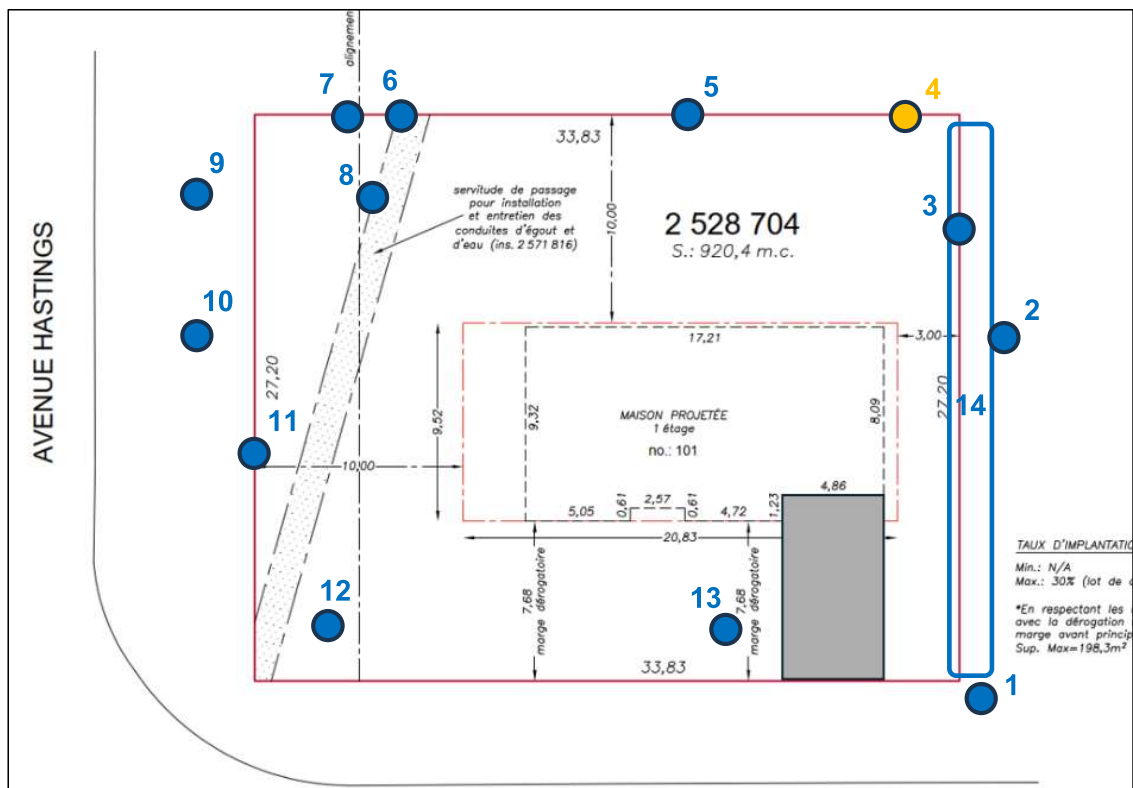 AVENUE HASTINGS
alignemen
7
6
5
4
33,83
9
8
servitude de passage
pour installation
et entretien des
conduites d'égout et
d'eau (ins. 2 571 816)
10,00
2 528 704
S.: 920,4 m.c.
3
10
2
17,21
3,00
27,20
9,52
9,32
MAISON PROJETÉE
1 étage
no.: 101
8,09
27,20
14
11
10,00
4,86
5,05
0,61
2,57
0,61
4,72
1,23
20,83
TAUX D'IMPLANTATIO
Min.: N/A
Max.: 30% (lot de
*En respectant les
avec la dérogation
marge avant princip
Sup. Max=198,3m²
12
7,68
marge dérogatoire
13
7,68
marge dérogatoire
33,83
1